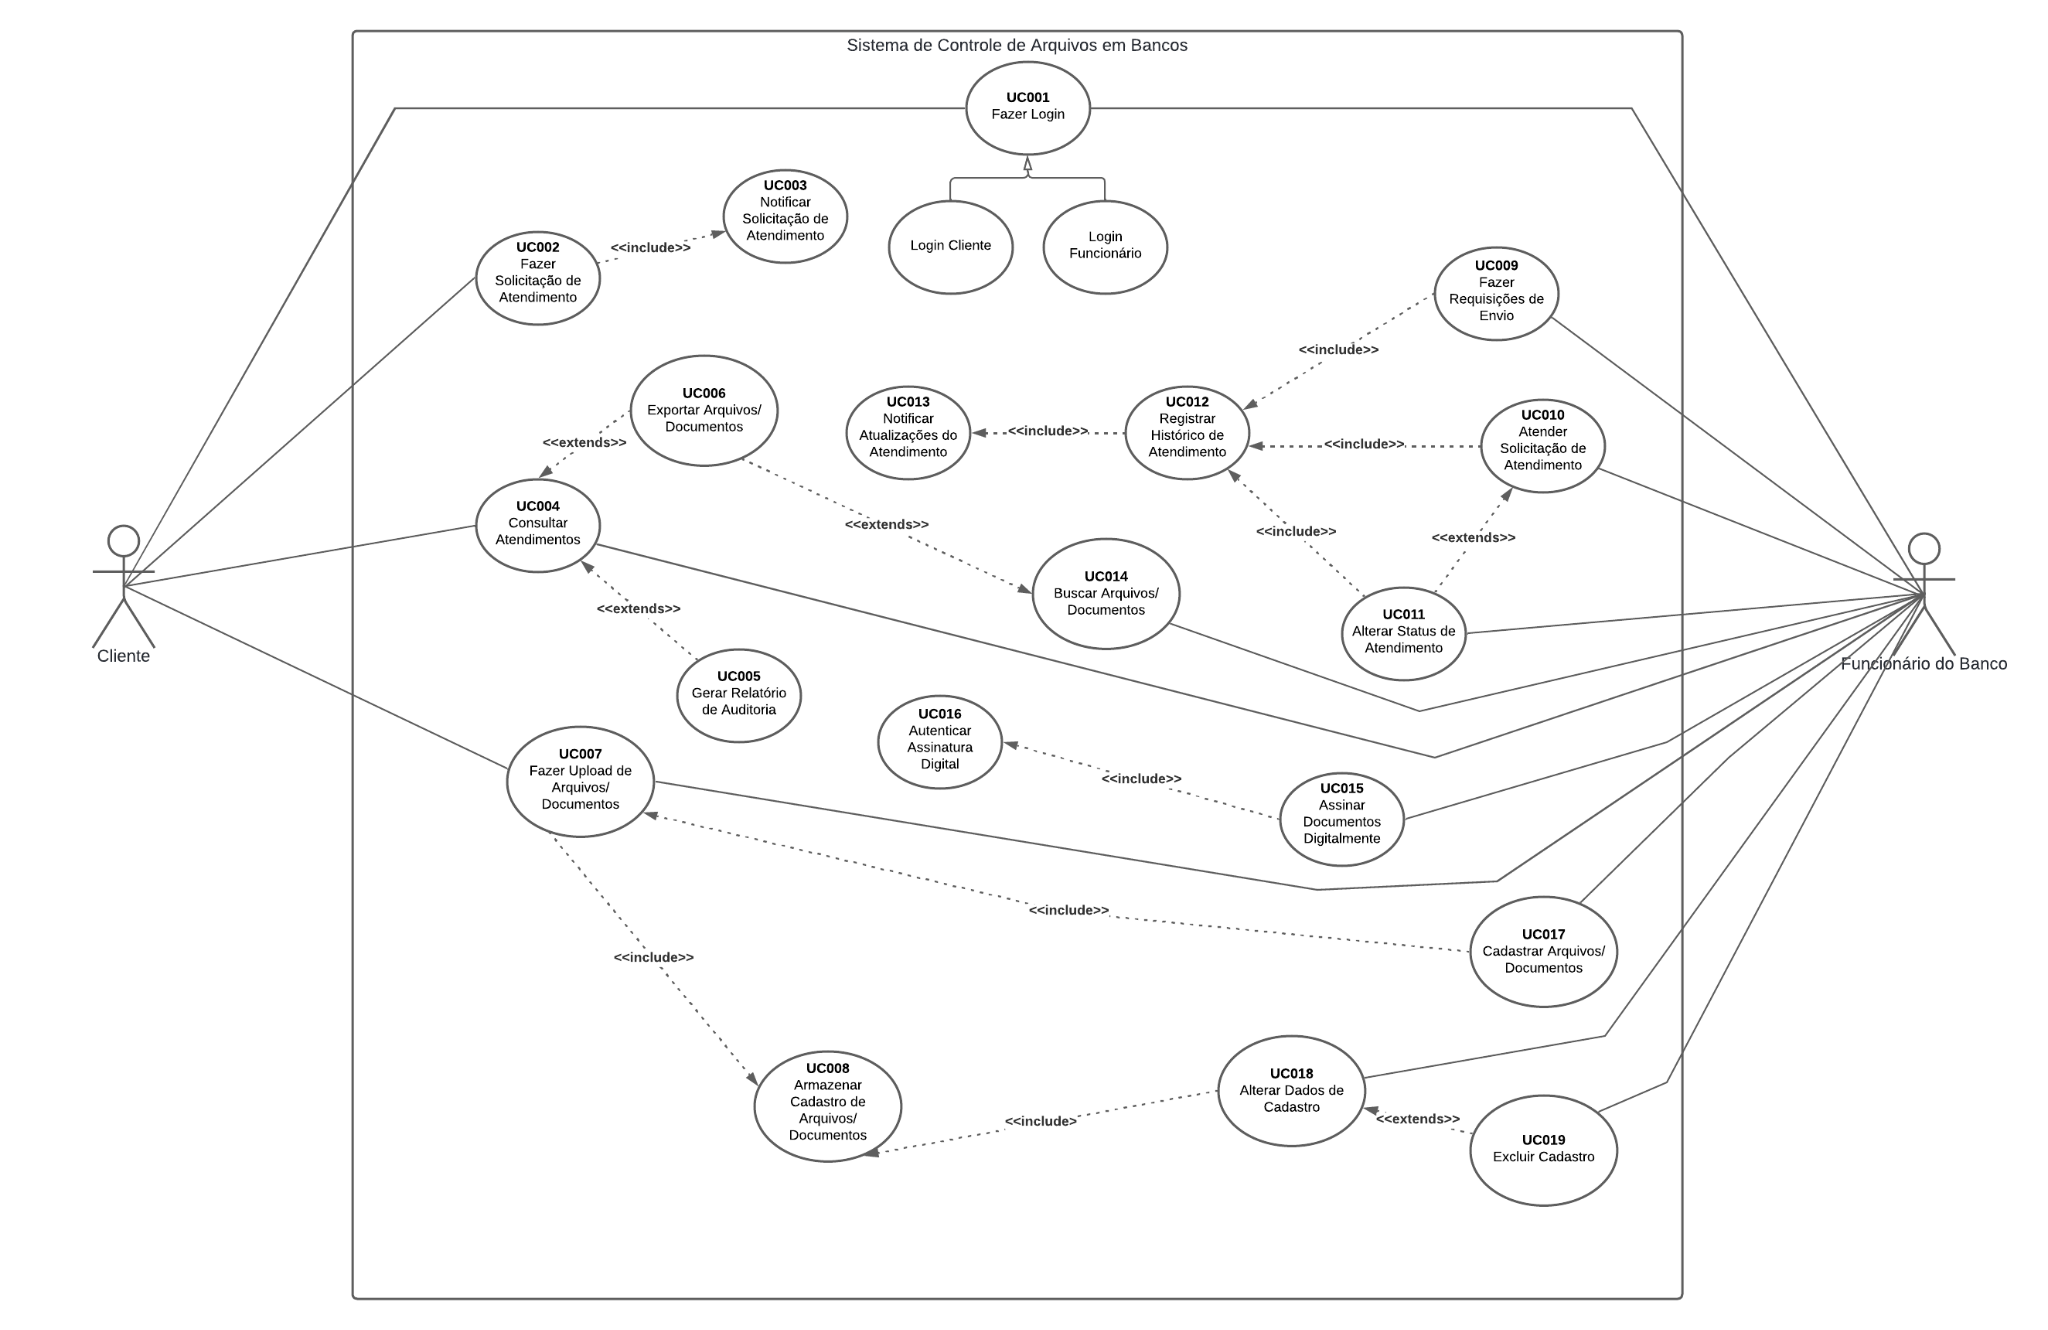 Sistema de Controle de Arquivos em Bancos
UC001
Fazer Login
UC003
Notificar
Solicitação de
Atendimento
UC002
Fazer
Solicitação de
Atendimento
<<include>>
Login Cliente
Login
Funcionário
UC009
Fazer
Requisições de
Envio
<<include>>
UC006
Exportar Arquivos/
Documentos
<<extends>>
UC013
Notificar
Atualizações do
Atendimento
<<include>>
UC012
Registrar
Histórico de
Atendimento
<<include>>
UC010
Atender
Solicitação de
Atendimento
UC004
Consultar
Atendimentos
<<extends>>
<<include>>
<<extends>>
UC014
Buscar Arquivos/
Documentos
<<extends>>
UC011
Alterar Status de
Atendimento
Cliente
Funcionário do Banco
UC005
Gerar Relatório
de Auditoria
UC016
Autenticar
Assinatura
Digital
UC007
Fazer Upload de
Arquivos/
Documentos
<<include>>
UC015
Assinar
Documentos
Digitalmente
<<include>>
UC017
Cadastrar Arquivos/
Documentos
<<include>>
UC008
Armazenar
Cadastro de
Arquivos/
Documentos
<<include>
UC018
Alterar Dados de
Cadastro
<<extends>>
UC019
Excluir Cadastro